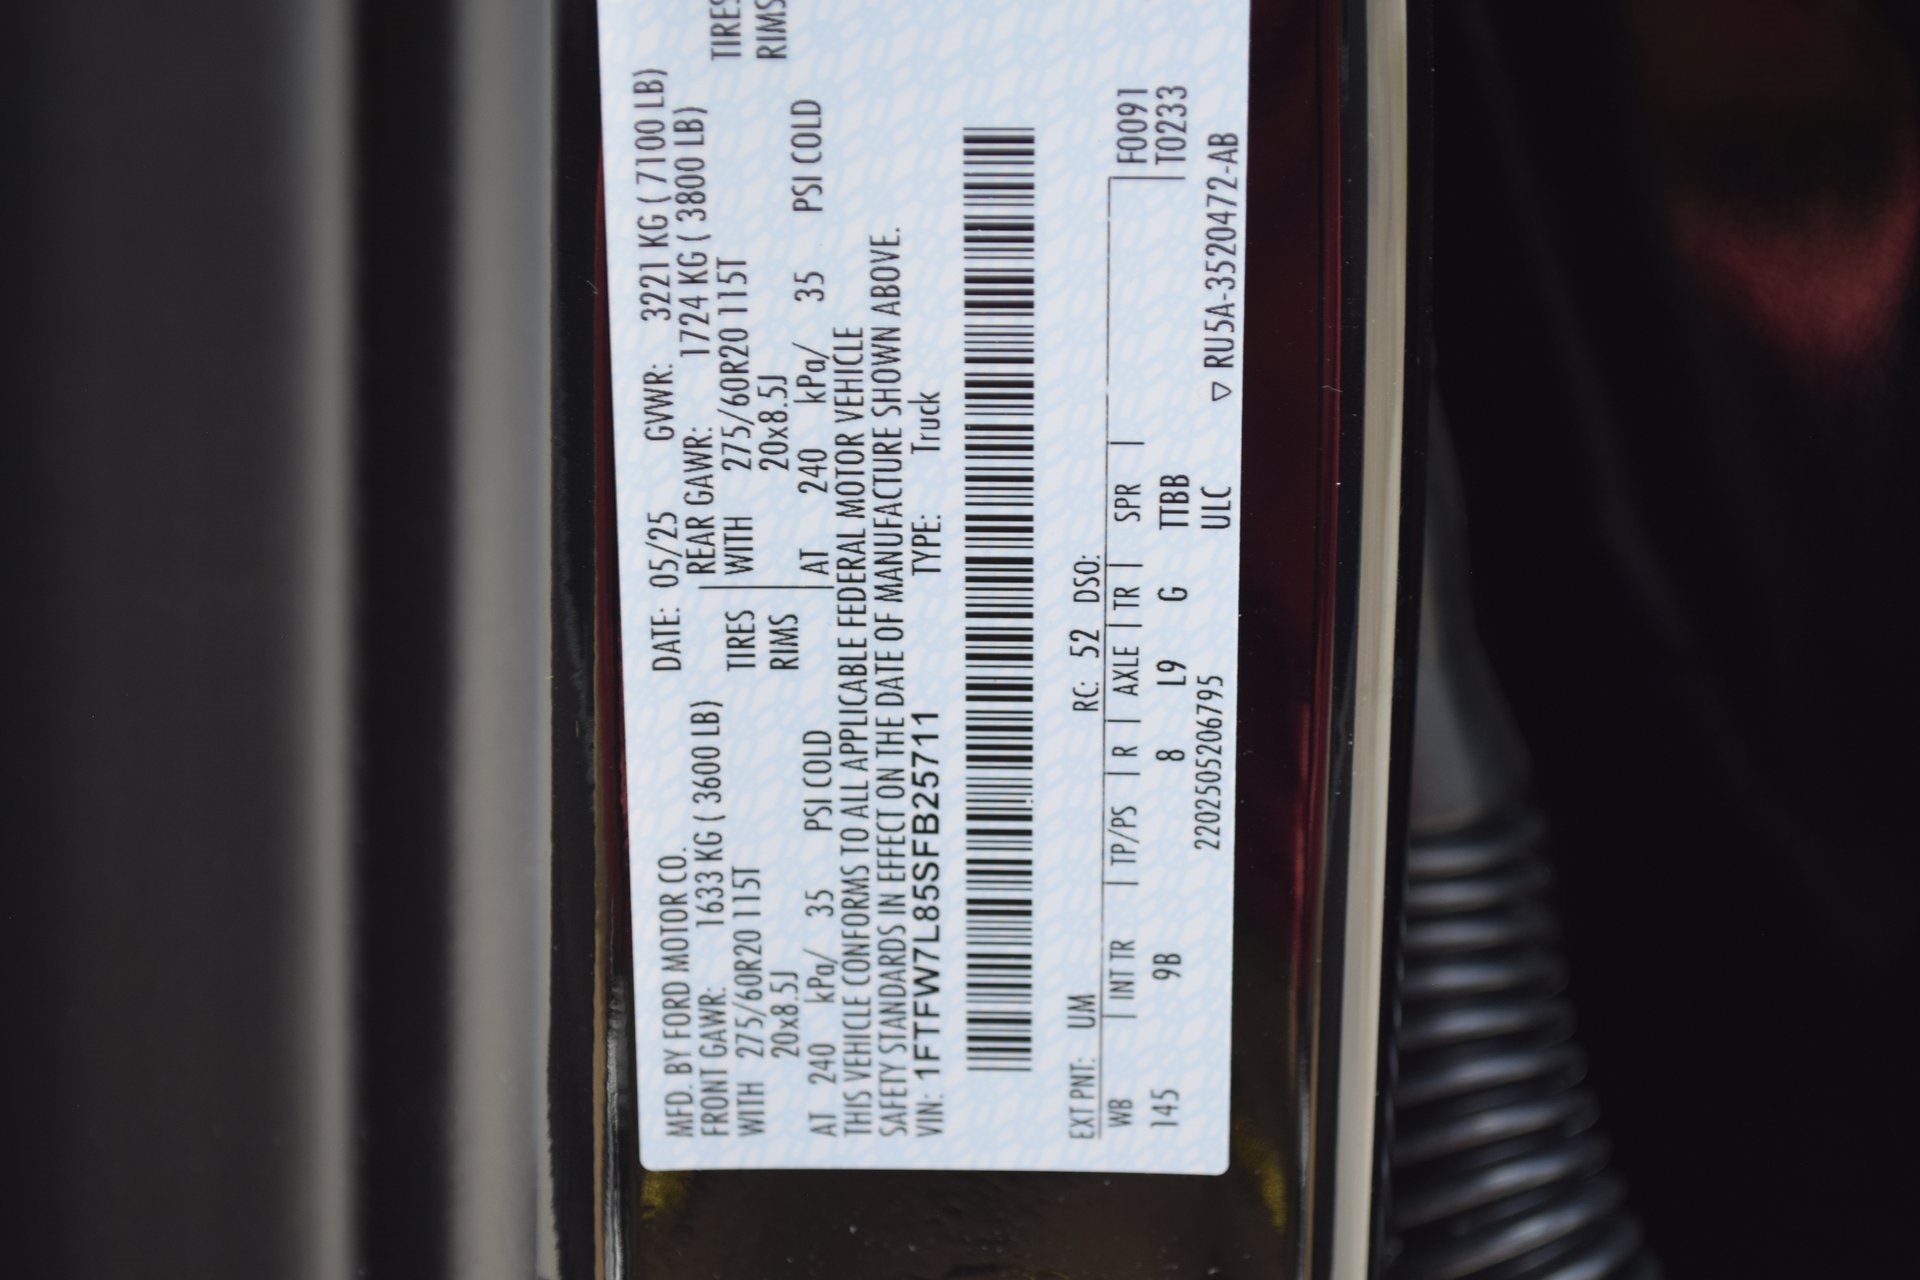 MFD. BY FORD MOTOR CO. DATE: 05/25 GVWR: 3221 KG ( 7100 LB)
FRONT GAWR: 1633 KG ( 3600 LB) REAR GAWR: 1724 KG ( 3800 LB)
WITH 275/60R20 115T TIRES WITH 275/60R20 115T TIRES
20x8.5J RIMS 20x8.5J RIMS
AT 240 kPa/ 35 PSI COLD AT 240 kPa/ 35 PSI COLD
THIS VEHICLE CONFORMS TO ALL APPLICABLE FEDERAL MOTOR VEHICLE
SAFETY STANDARDS IN EFFECT ON THE DATE OF MANUFACTURE SHOWN ABOVE.
VIN: 1FTFW7L85SFB25711 TYPE: Truck
EXT PNT: UM RC: 52 DSO:
WB | INT TR | TP/PS | R | AXLE | TR | SPR | F0091
145 9B 8 L9 G TTBB T0233
2202505206795 ULC
▽ RU5A-3520472-AB